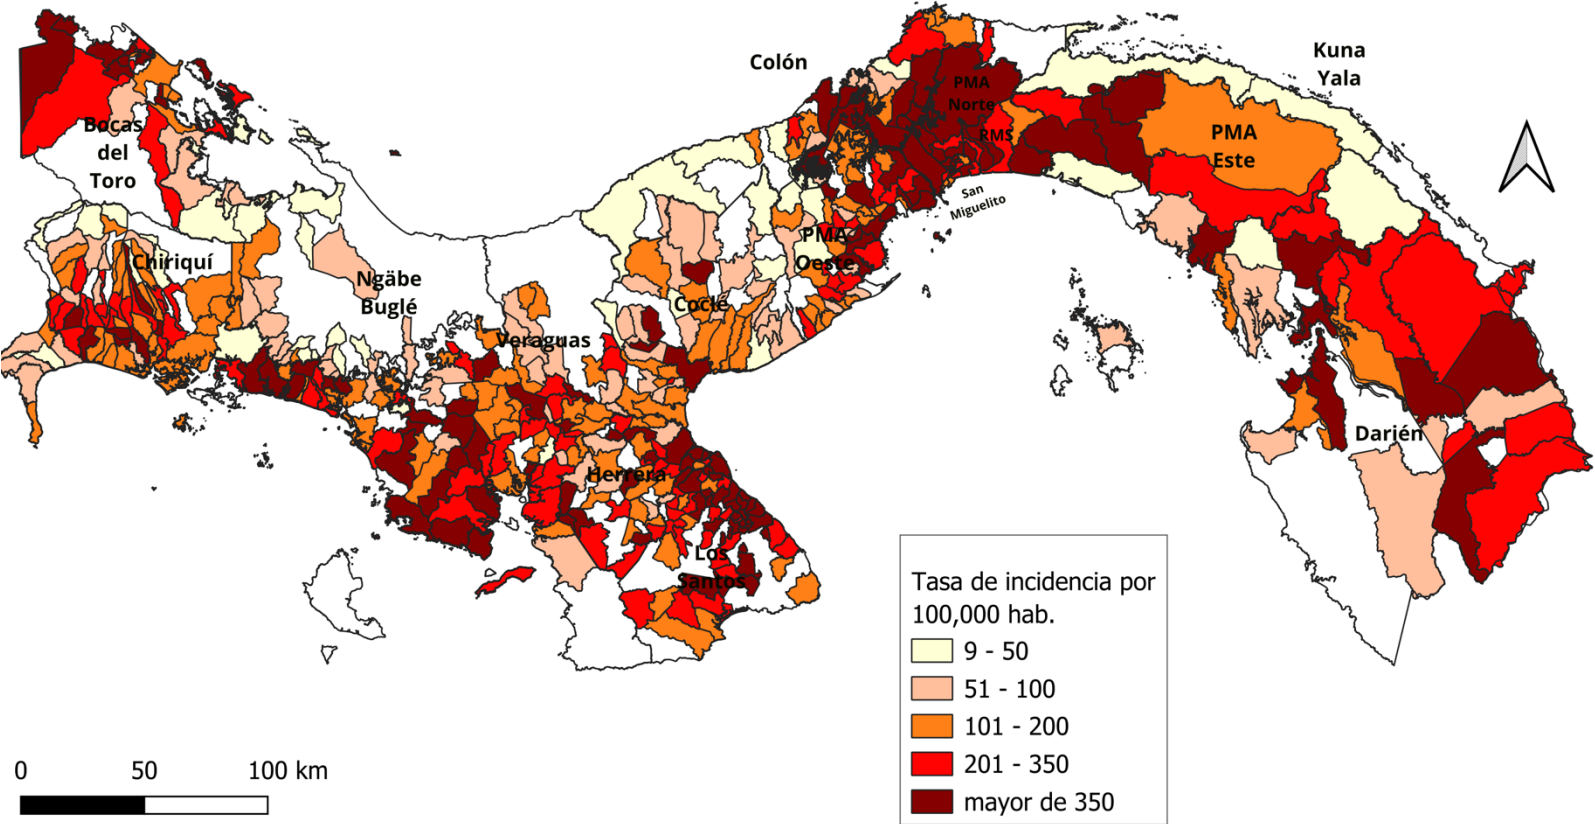 Kuna
Yala
Colón
PMA
Norte
RMS
PMA
Este
Bocas
del
Toro
San
Miguelito
PMA
Oeste
Chiriquí
Ngäbe
Buglé
Coclé
Veraguas
Darién
Herrera
Los
Santos
Tasa de incidencia por
100,000 hab.
9 - 50
51 - 100
101 - 200
201 - 350
mayor de 350
0 50 100 km